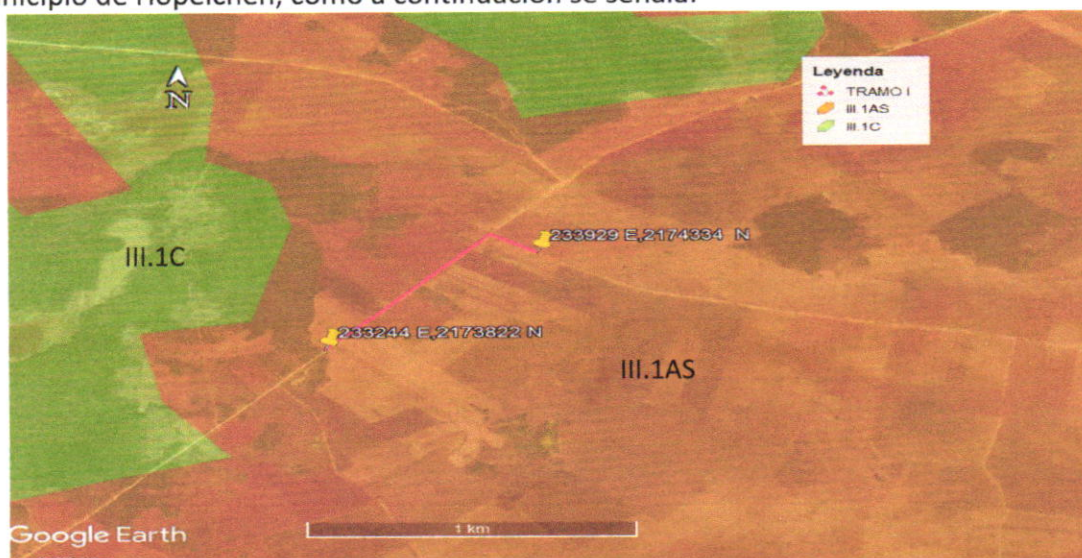 nicipio de Hopelchén, como a continuación se señala:
N
Leyenda
TRAMO I
III.1AS
III.1C
233929 E,2174334 N
III.1C
233244 E,2173822 N
III.1AS
Google Earth
1 km